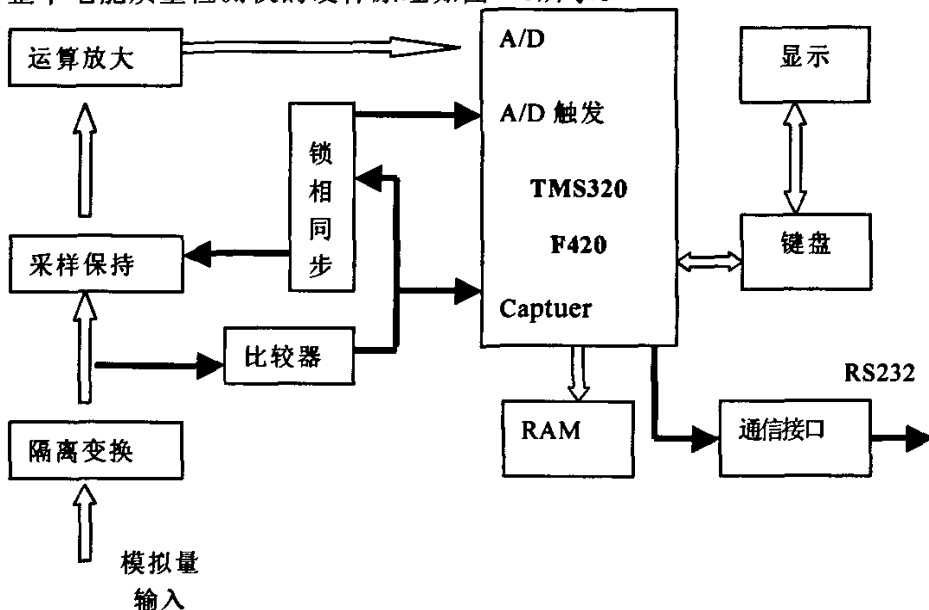 运算放大
A/D
显示
A/D 触发
锁
相
同
步
TMS320
F420
键盘
采样保持
Captuer
比较器
RS232
RAM
通信接口
隔离变换
模拟量
输入